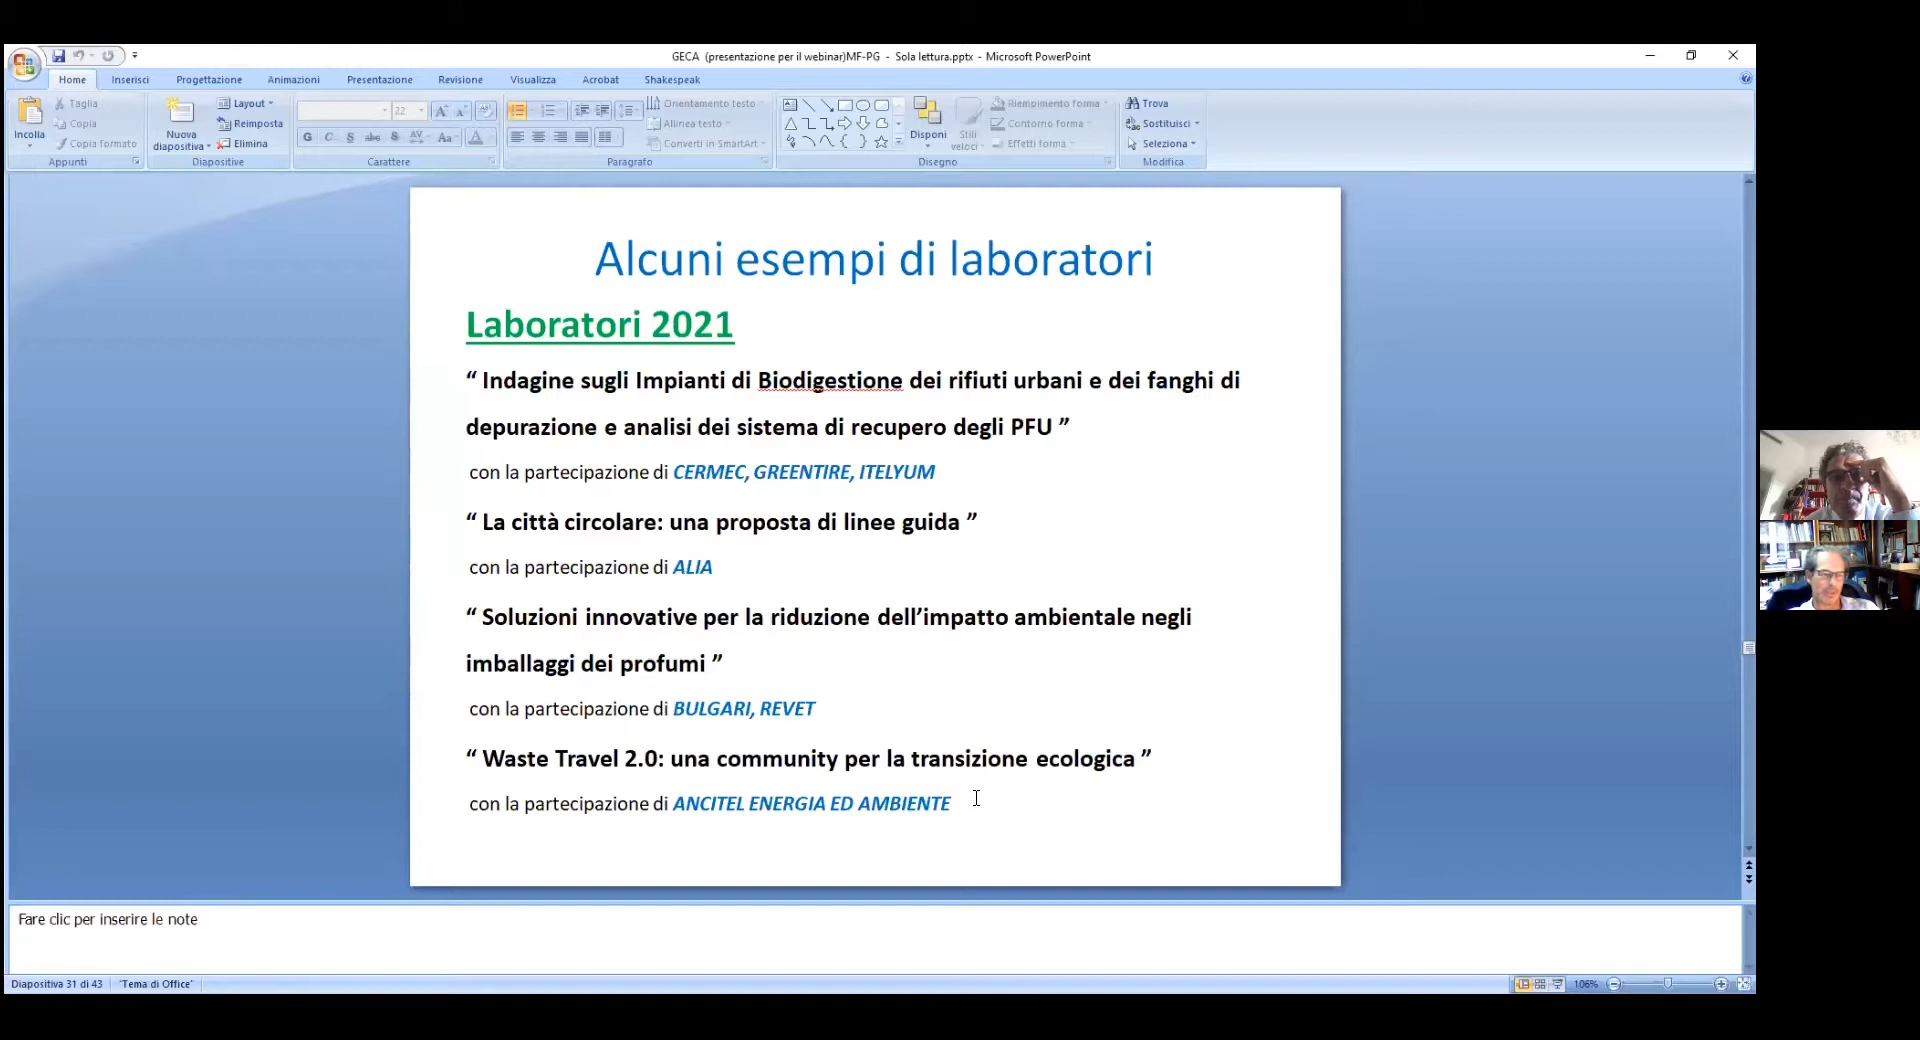 GECA (presentazione per il webinar)MF-PG - Sola lettura.pptx - Microsoft PowerPoint
Home Inserisci Progettazione Animazioni Presentazione Revisione Visualizza Acrobat Shakespeak
Incolla
Taglia
Copia
Copia formato
Appunti
Nuova
diapositiva
Layout
Reimposta
Elimina
Diapositive
22
G C S abc S AV Aa A
Carattere
Orientamento testo
Allinea testo
Converti in SmartArt
Paragrafo
Disponi
Stili
veloci
Riempimento forma
Contorno forma
Effetti forma
Disegno
Trova
Sostituisci
Seleziona
Modifica
Alcuni esempi di laboratori
Laboratori 2021
“ Indagine sugli Impianti di Biodigestione dei rifiuti urbani e dei fanghi di
depurazione e analisi dei sistema di recupero degli PFU ”
con la partecipazione di CERMEC, GREENTIRE, ITELYUM
“ La città circolare: una proposta di linee guida ”
con la partecipazione di ALIA
“ Soluzioni innovative per la riduzione dell’impatto ambientale negli
imballaggi dei profumi ”
con la partecipazione di BULGARI, REVET
“ Waste Travel 2.0: una community per la transizione ecologica ”
con la partecipazione di ANCITEL ENERGIA ED AMBIENTE
Fare clic per inserire le note
Diapositiva 31 di 43 "Tema di Office" 106%